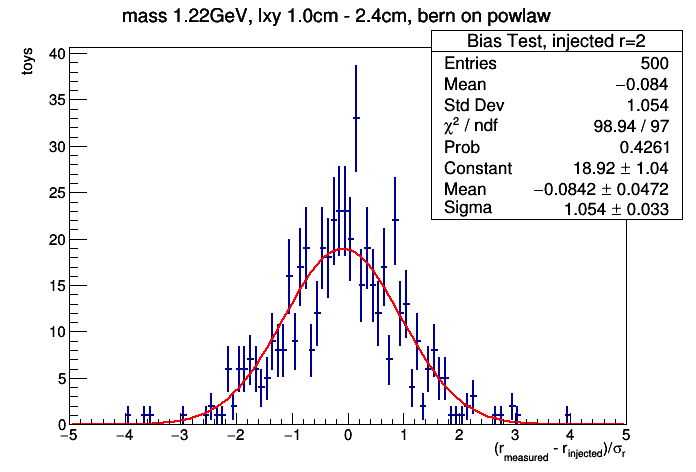 mass 1.22GeV, lxy 1.0cm - 2.4cm, bern on powlaw
Bias Test, injected r=2
Entries 500
Mean −0.084
Std Dev 1.054
χ² / ndf 98.94 / 97
Prob 0.4261
Constant 18.92 ± 1.04
Mean −0.0842 ± 0.0472
Sigma 1.054 ± 0.033
toys
40
35
30
25
20
15
10
5
0
−5 −4 −3 −2 −1 0 1 2 3 4 5
(r_measured - r_injected)/σ_r